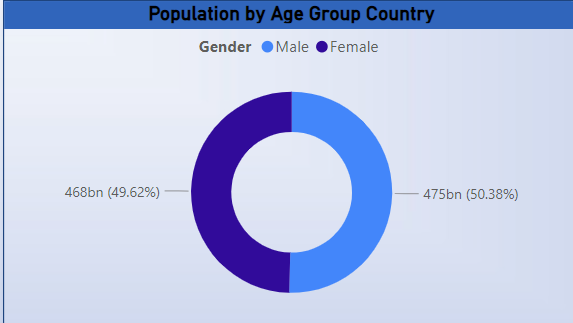 Population by Age Group Country
Gender Male Female
468bn (49.62%)
475bn (50.38%)